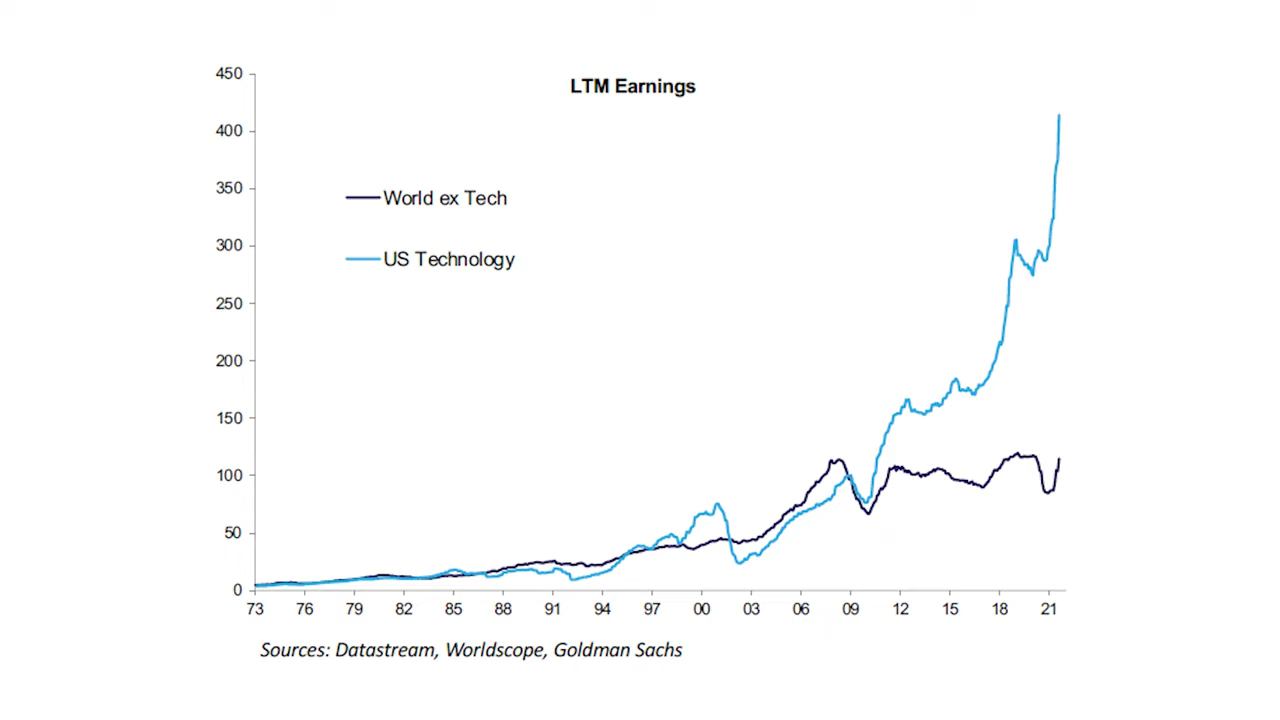 LTM Earnings
450
400
350
300
250
200
150
100
50
0
World ex Tech
US Technology
73 76 79 82 85 88 91 94 97 00 03 06 09 12 15 18 21
Sources: Datastream, Worldscope, Goldman Sachs